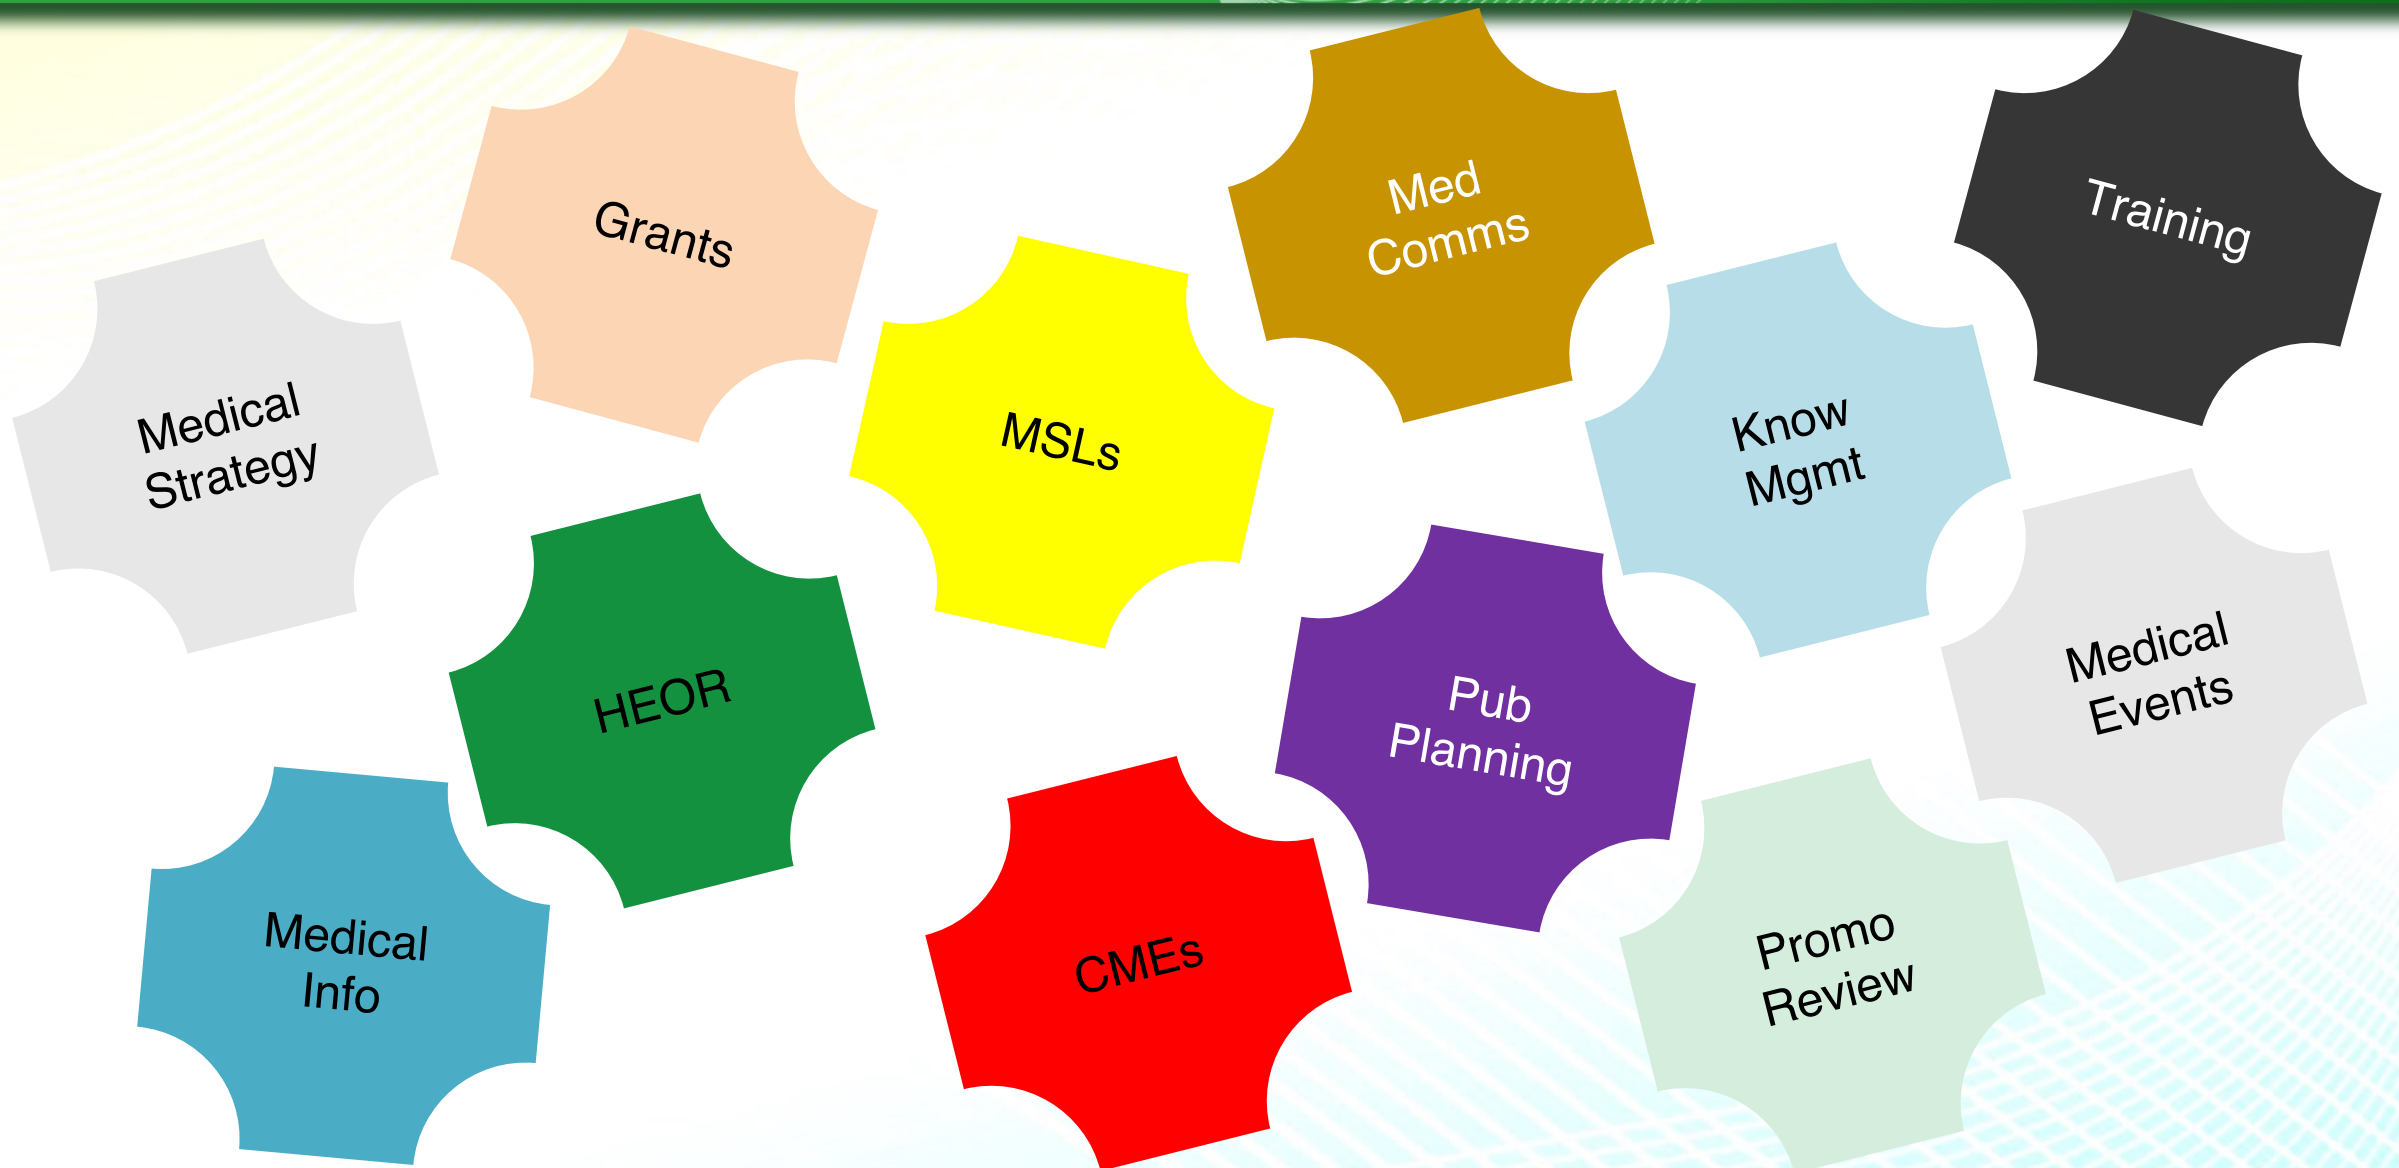 Grants
Med
Comms
Training
Medical
Strategy
MSLs
Know
Mgmt
HEOR
Pub
Planning
Medical
Events
Medical
Info
CMEs
Promo
Review